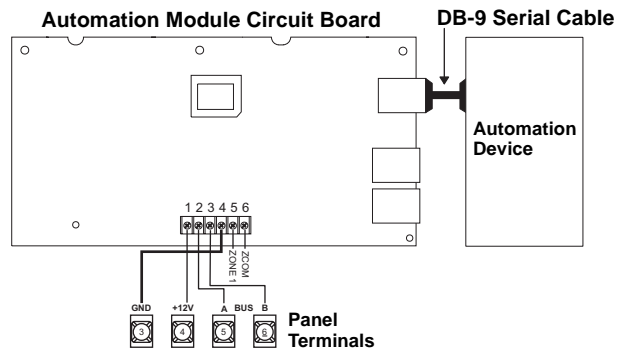 Automation Module Circuit Board
DB-9 Serial Cable
Automation
Device
1 2 3 4 5 6
ZONE 1
ZCOM
GND +12V A BUS B
3 4 5 6
Panel
Terminals